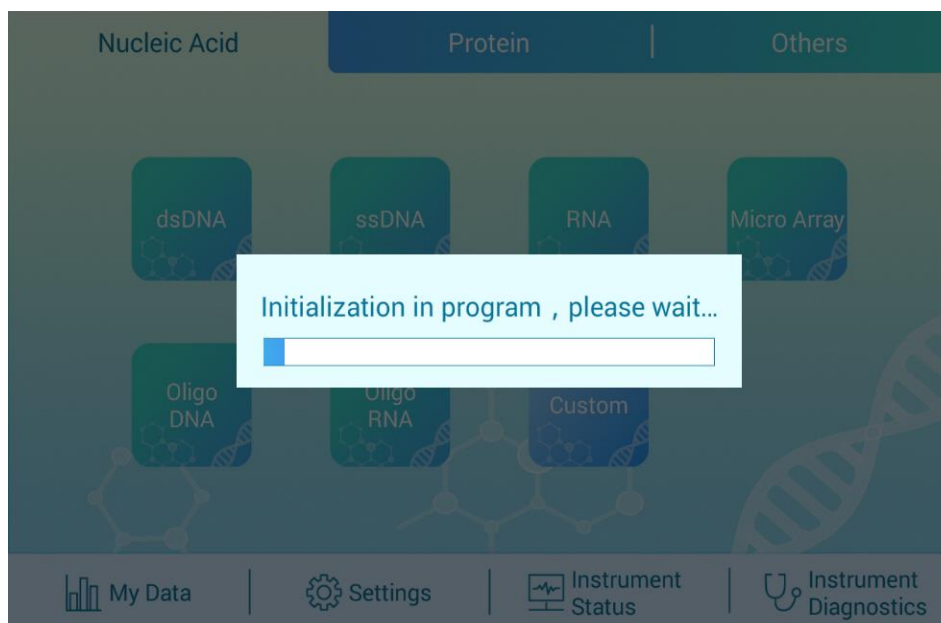 Nucleic Acid
Protein
Others
dsDNA
ssDNA
RNA
Micro Array
Initialization in program , please wait...
Oligo
DNA
Oligo
RNA
Custom
My Data
Settings
Instrument
Status
Instrument
Diagnostics